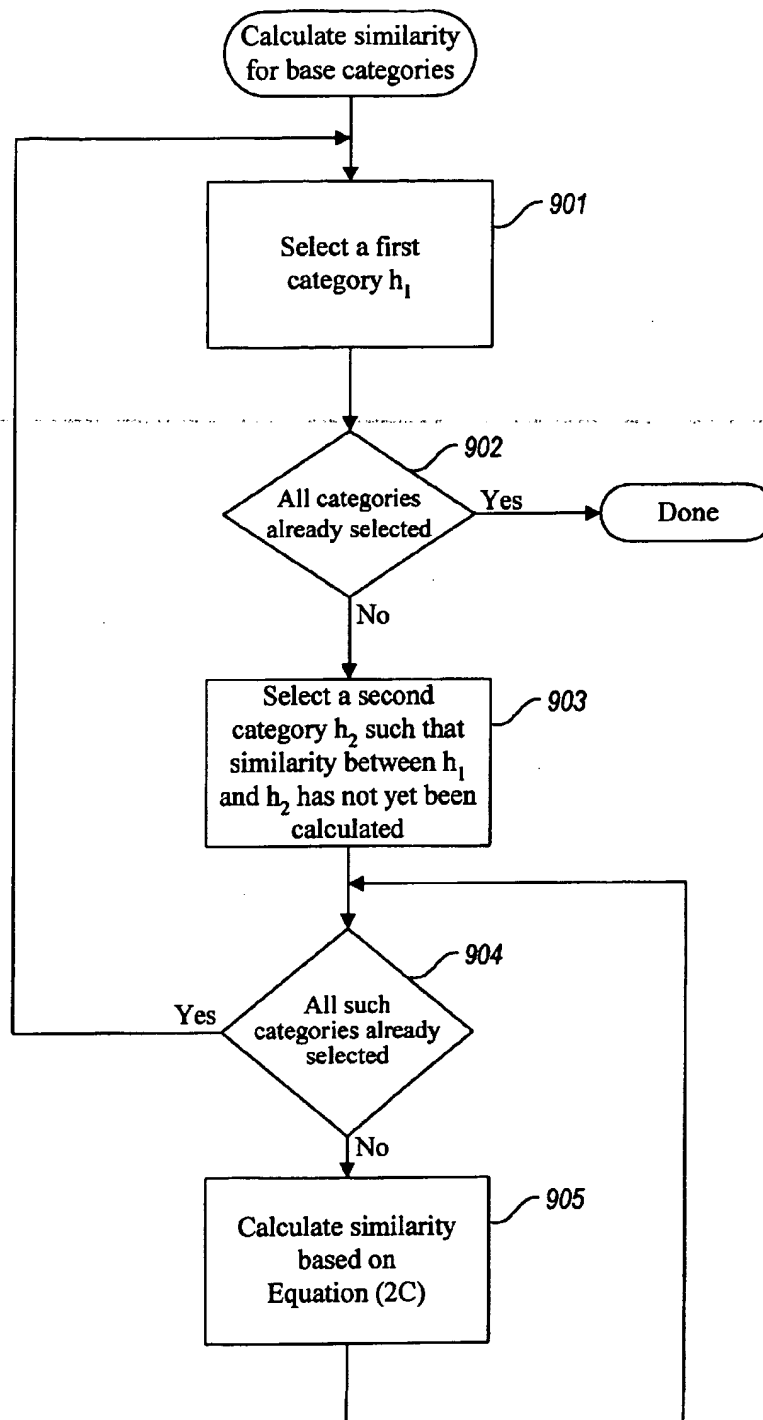 Calculate similarity
for base categories
901
Select a first
category h₁
902
All categories
already selected
Yes
Done
No
903
Select a second
category h₂ such that
similarity between h₁
and h₂ has not yet been
calculated
904
Yes
All such
categories already
selected
No
905
Calculate similarity
based on
Equation (2C)